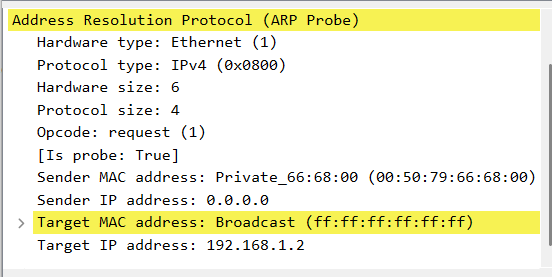 Address Resolution Protocol (ARP Probe)
Hardware type: Ethernet (1)
Protocol type: IPv4 (0x0800)
Hardware size: 6
Protocol size: 4
Opcode: request (1)
[Is probe: True]
Sender MAC address: Private_66:68:00 (00:50:79:66:68:00)
Sender IP address: 0.0.0.0
Target MAC address: Broadcast (ff:ff:ff:ff:ff:ff)
Target IP address: 192.168.1.2